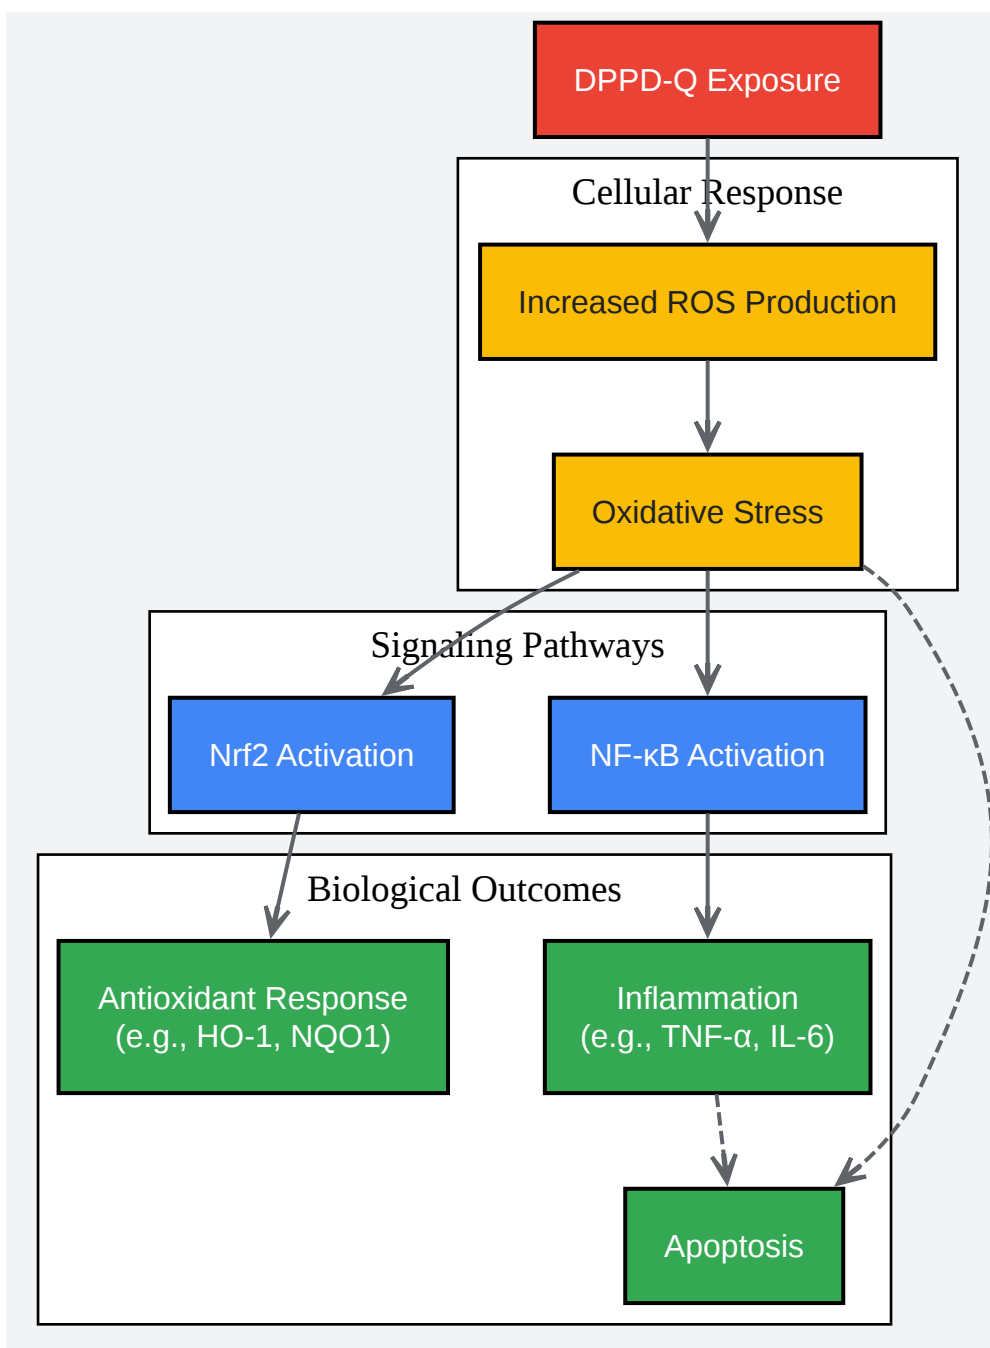 DPPD-Q Exposure
Cellular Response
Increased ROS Production
Oxidative Stress
Signaling Pathways
Nrf2 Activation
NF-κB Activation
Biological Outcomes
Antioxidant Response
(e.g., HO-1, NQO1)
Inflammation
(e.g., TNF-α, IL-6)
Apoptosis